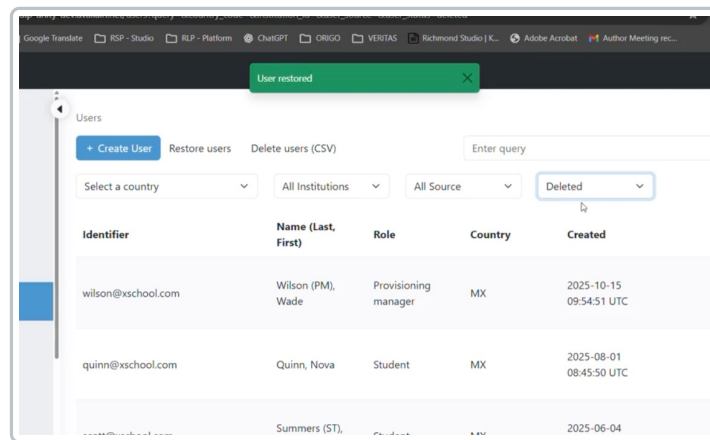 Google Translate RSP - Studio RLP - Platform ChatGPT ORIGO VERITAS Richmond Studio | K... Adobe Acrobat Author Meeting rec...
User restored
Users
+ Create User Restore users Delete users (CSV) Enter query
Select a country All Institutions All Source Deleted
Identifier Name (Last, First) Role Country Created
wilson@xschool.com Wilson (PM), Wade Provisioning manager MX 2025-10-15 09:54:51 UTC
quinn@xschool.com Quinn, Nova Student MX 2025-08-01 08:45:50 UTC
Summers (ST), Student MX 2025-06-04